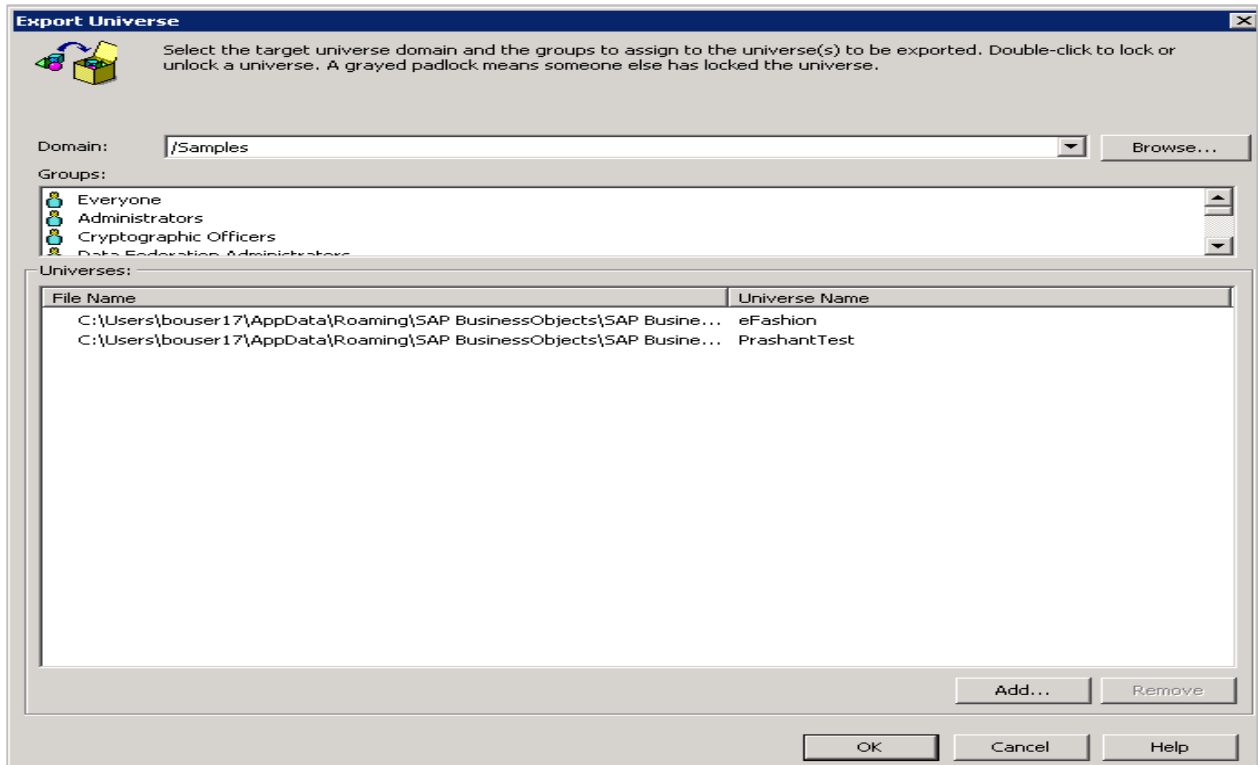 Export Universe
Select the target universe domain and the groups to assign to the universe(s) to be exported. Double-click to lock or
unlock a universe. A grayed padlock means someone else has locked the universe.
Domain: /Samples Browse...
Groups:
Everyone
Administrators
Cryptographic Officers
Data Federation Administrators
Universes:
File Name Universe Name
C:\Users\bouser17\AppData\Roaming\SAP BusinessObjects\SAP Busine... eFashion
C:\Users\bouser17\AppData\Roaming\SAP BusinessObjects\SAP Busine... PrashantTest
Add... Remove
OK Cancel Help